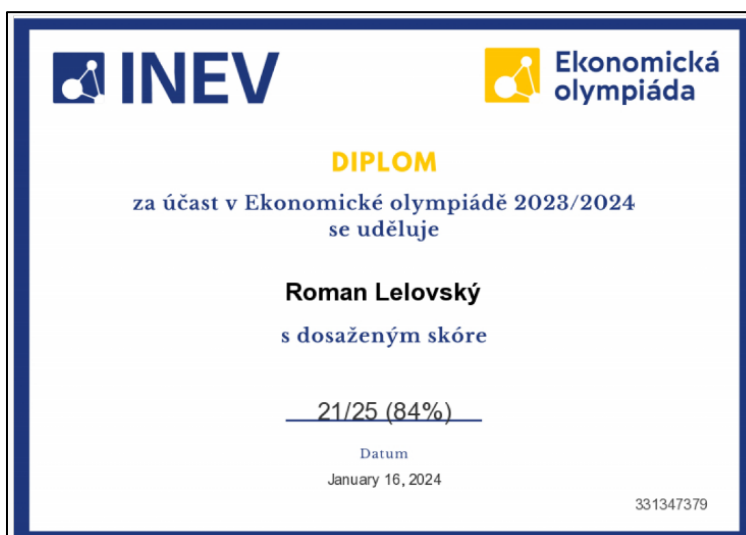 INEV
Ekonomická
olympiáda
DIPLOM
za účast v Ekonomické olympiádě 2023/2024
se uděluje
Roman Lelovský
s dosaženým skóre
21/25 (84%)
Datum
January 16, 2024
331347379